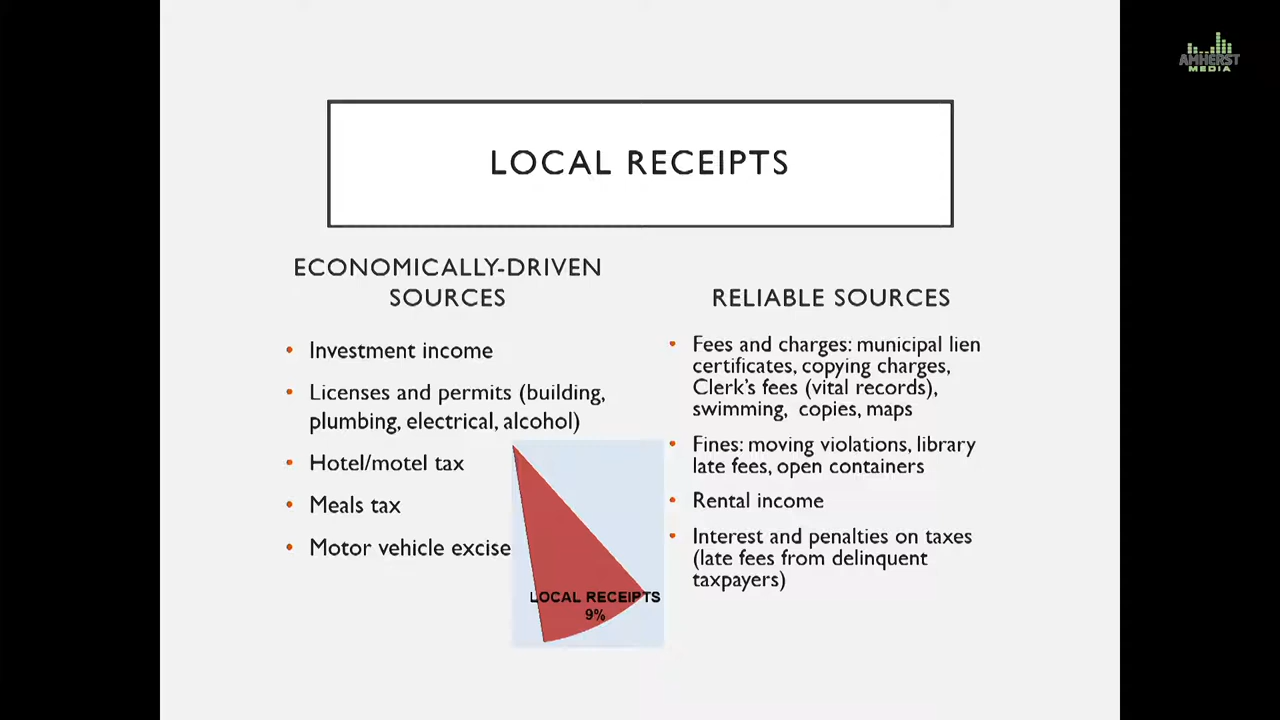 AMHERST
MEDIA
LOCAL RECEIPTS
ECONOMICALLY-DRIVEN
SOURCES
• Investment income
• Licenses and permits (building,
plumbing, electrical, alcohol)
• Hotel/motel tax
• Meals tax
• Motor vehicle excise
RELIABLE SOURCES
• Fees and charges: municipal lien
certificates, copying charges,
Clerk's fees (vital records),
swimming, copies, maps
• Fines: moving violations, library
late fees, open containers
• Rental income
• Interest and penalties on taxes
(late fees from delinquent
taxpayers)
LOCAL RECEIPTS
9%